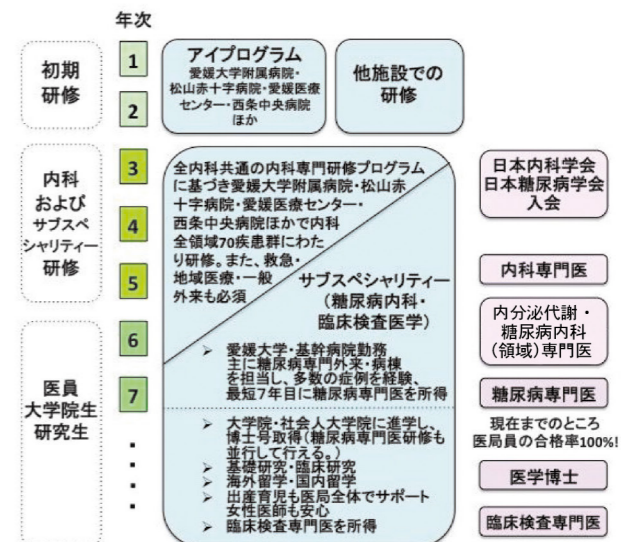 年次
初期
研修
1
2
アイプログラム
愛媛大学附属病院・
松山赤十字病院・愛媛医療
センター・西条中央病院
ほか
他施設での
研修
内科
および
サブスペ
シャリティー
研修
3
4
5
全内科共通の内科専門研修プログラム
に基づき愛媛大学附属病院・松山赤
十字病院・愛媛医療センター・
西条中央病院ほかで内科
全領域70疾患群にわた
り研修。また、救急・
地域医療・一般
外来も必須
サブスペシャリティー
(糖尿病内科・
臨床検査医学)
日本内科学会
日本糖尿病学会
入会
内科専門医
内分泌代謝・
糖尿病内科
(領域)専門医
医員
大学院生
研究生
6
7
・
・
・
・
➢ 愛媛大学・基幹病院勤務
主に糖尿病専門外来・病棟
を担当し、多数の症例を経験、
最短7年目に糖尿病専門医を所得
➢ 大学院・社会人大学院に進学し、
博士号取得(糖尿病専門医研修も
並行して行える。)
➢ 基礎研究・臨床研究
➢ 海外留学・国内留学
➢ 出産育児も医局全体でサポート
女性医師も安心
➢ 臨床検査専門医を所得
糖尿病専門医
現在までのところ
医局員の合格率100%!
医学博士
臨床検査専門医